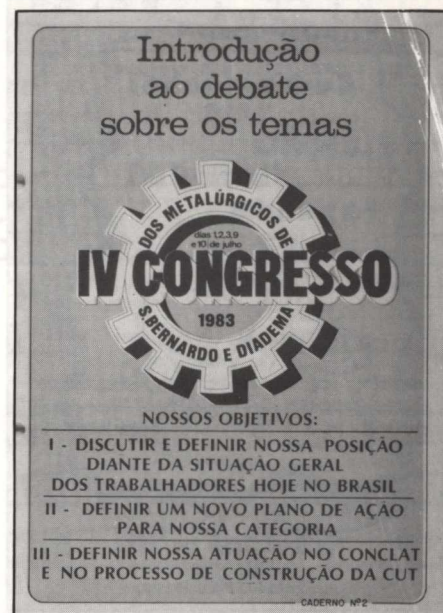 Introdução
ao debate
sobre os temas
DOS METALÚRGICOS DE
dias 1,2,3,9
e 10 de julho
IV CONGRESSO
1983
S.BERNARDO E DIADEMA
NOSSOS OBJETIVOS:
I - DISCUTIR E DEFINIR NOSSA POSIÇÃO
DIANTE DA SITUAÇÃO GERAL
DOS TRABALHADORES HOJE NO BRASIL
II - DEFINIR UM NOVO PLANO DE AÇÃO
PARA NOSSA CATEGORIA
III - DEFINIR NOSSA ATUAÇÃO NO CONCLAT
E NO PROCESSO DE CONSTRUÇÃO DA CUT
CADERNO Nº2